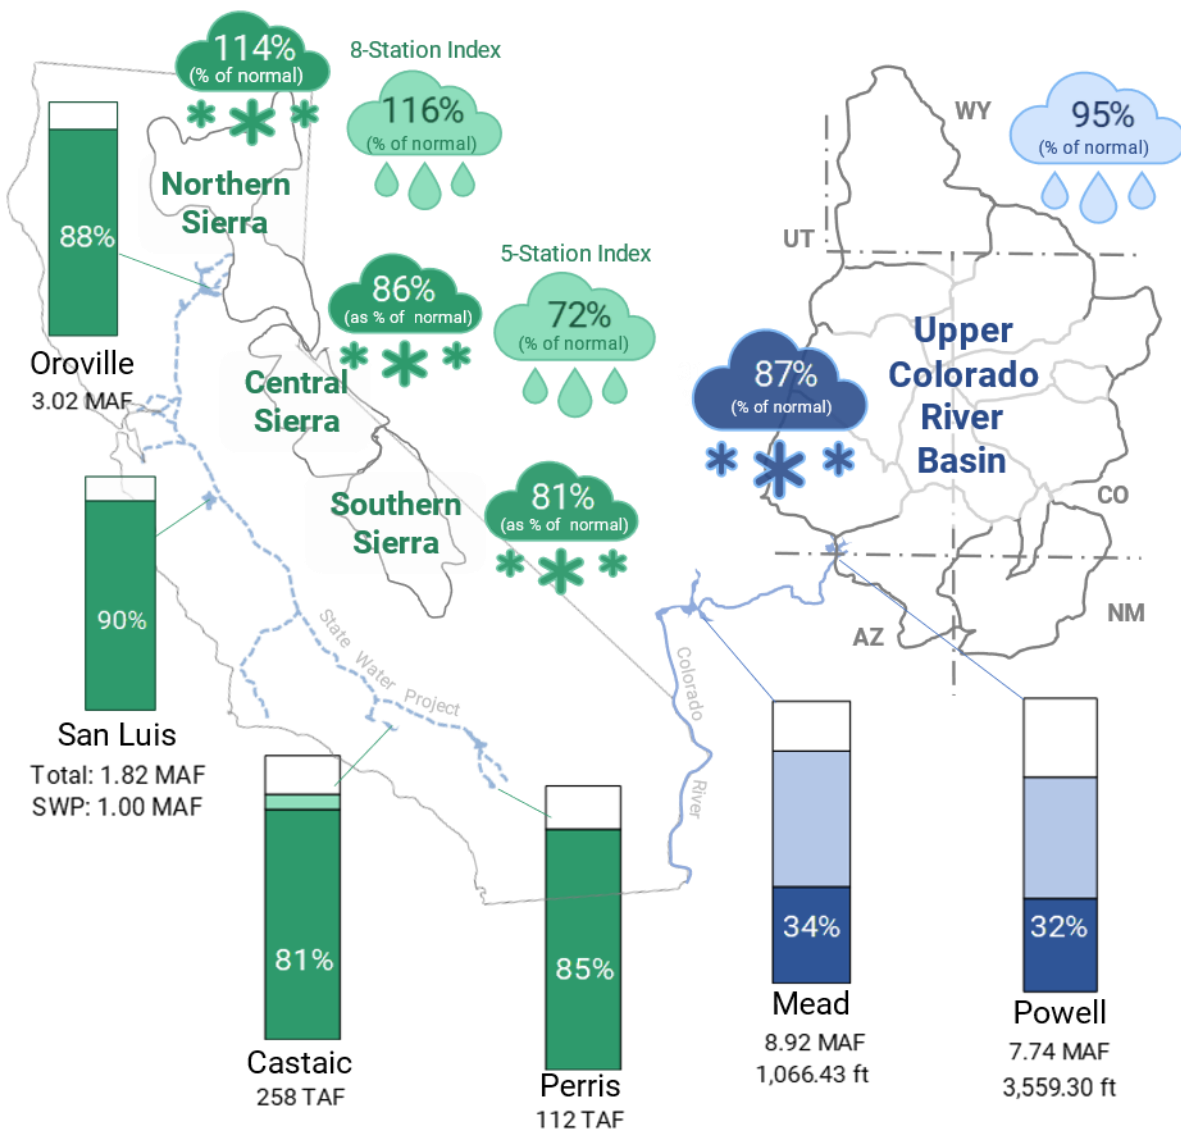 114%
(% of normal)
8-Station Index
116%
(% of normal)
Northern
Sierra
88%
Oroville
3.02 MAF
5-Station Index
86%
(as % of normal)
72%
(% of normal)
Central
Sierra
Southern
Sierra
81%
(as % of normal)
90%
San Luis
Total: 1.82 MAF
SWP: 1.00 MAF
State Water Project
81%
Castaic
258 TAF
85%
Perris
112 TAF
Colorado River
WY
95%
(% of normal)
UT
Upper
Colorado
River
Basin
87%
(% of normal)
CO
NM
AZ
34%
Mead
8.92 MAF
1,066.43 ft
32%
Powell
7.74 MAF
3,559.30 ft